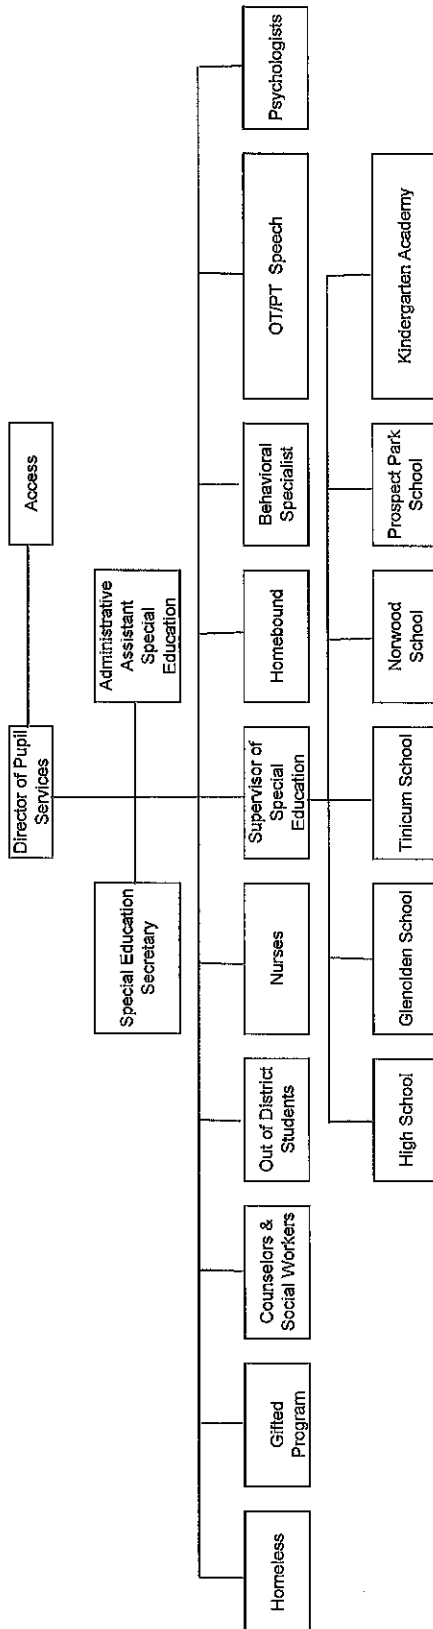 Director of Pupil
Services
Access
Special Education
Secretary
Administrative
Assistant
Special
Education
Homeless
Gifted
Program
Counselors &
Social Workers
Out of District
Students
Nurses
Supervisor of
Special
Education
Homebound
Behavioral
Specialist
OT/PT Speech
Psychologists
High School
Glenolden School
Tinicum School
Norwood
School
Prospect Park
School
Kindergarten Academy